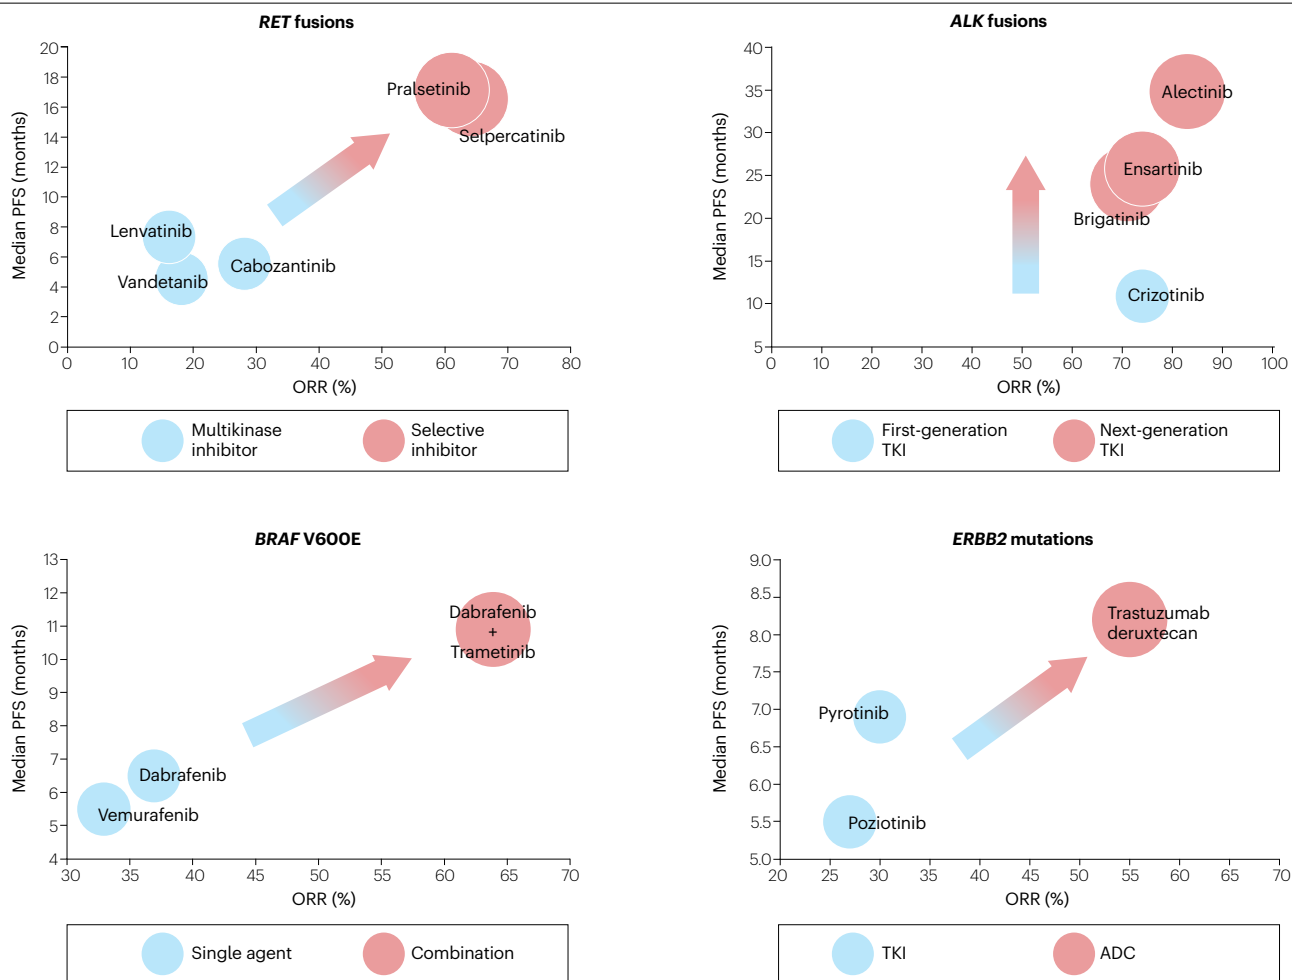 RET fusions
20
18
16
14
12
10
8
6
4
2
0
Median PFS (months)
Pralsetinib
Selpercatinib
Lenvatinib
Cabozantinib
Vandetanib
0 10 20 30 40 50 60 70 80
ORR (%)
Multikinase
inhibitor
Selective
inhibitor
ALK fusions
40
35
30
25
20
15
10
5
Median PFS (months)
Alectinib
Ensartinib
Brigatinib
Crizotinib
0 10 20 30 40 50 60 70 80 90 100
ORR (%)
First-generation
TKI
Next-generation
TKI
BRAF V600E
13
12
11
10
9
8
7
6
5
4
Median PFS (months)
Dabrafenib
+
Trametinib
Dabrafenib
Vemurafenib
30 35 40 45 50 55 60 65 70
ORR (%)
Single agent
Combination
ERBB2 mutations
9.0
8.5
8.0
7.5
7.0
6.5
6.0
5.5
5.0
Median PFS (months)
Trastuzumab
deruxtecan
Pyrotinib
Poziotinib
20 25 30 35 40 45 50 55 60 65 70
ORR (%)
TKI
ADC